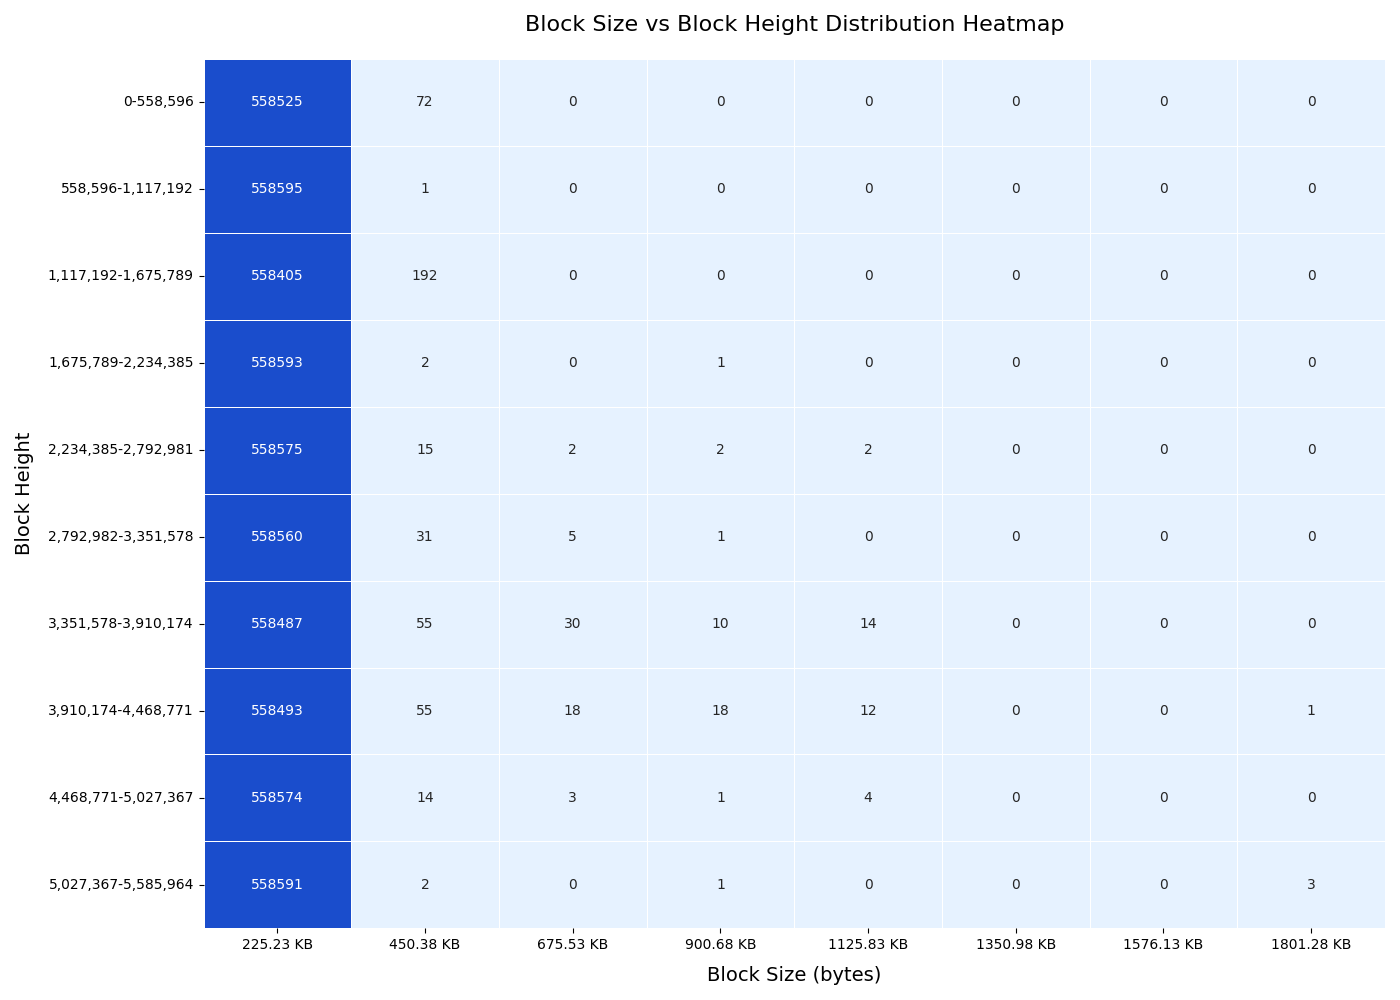 Block Size vs Block Height Distribution Heatmap
0-558,596 558525 72 0 0 0 0 0 0
558,596-1,117,192 558595 1 0 0 0 0 0 0
1,117,192-1,675,789 558405 192 0 0 0 0 0 0
1,675,789-2,234,385 558593 2 0 1 0 0 0 0
2,234,385-2,792,981 558575 15 2 2 2 0 0 0
2,792,982-3,351,578 558560 31 5 1 0 0 0 0
3,351,578-3,910,174 558487 55 30 10 14 0 0 0
3,910,174-4,468,771 558493 55 18 18 12 0 0 1
4,468,771-5,027,367 558574 14 3 1 4 0 0 0
5,027,367-5,585,964 558591 2 0 1 0 0 0 3
225.23 KB 450.38 KB 675.53 KB 900.68 KB 1125.83 KB 1350.98 KB 1576.13 KB 1801.28 KB
Block Size (bytes)
Block Height